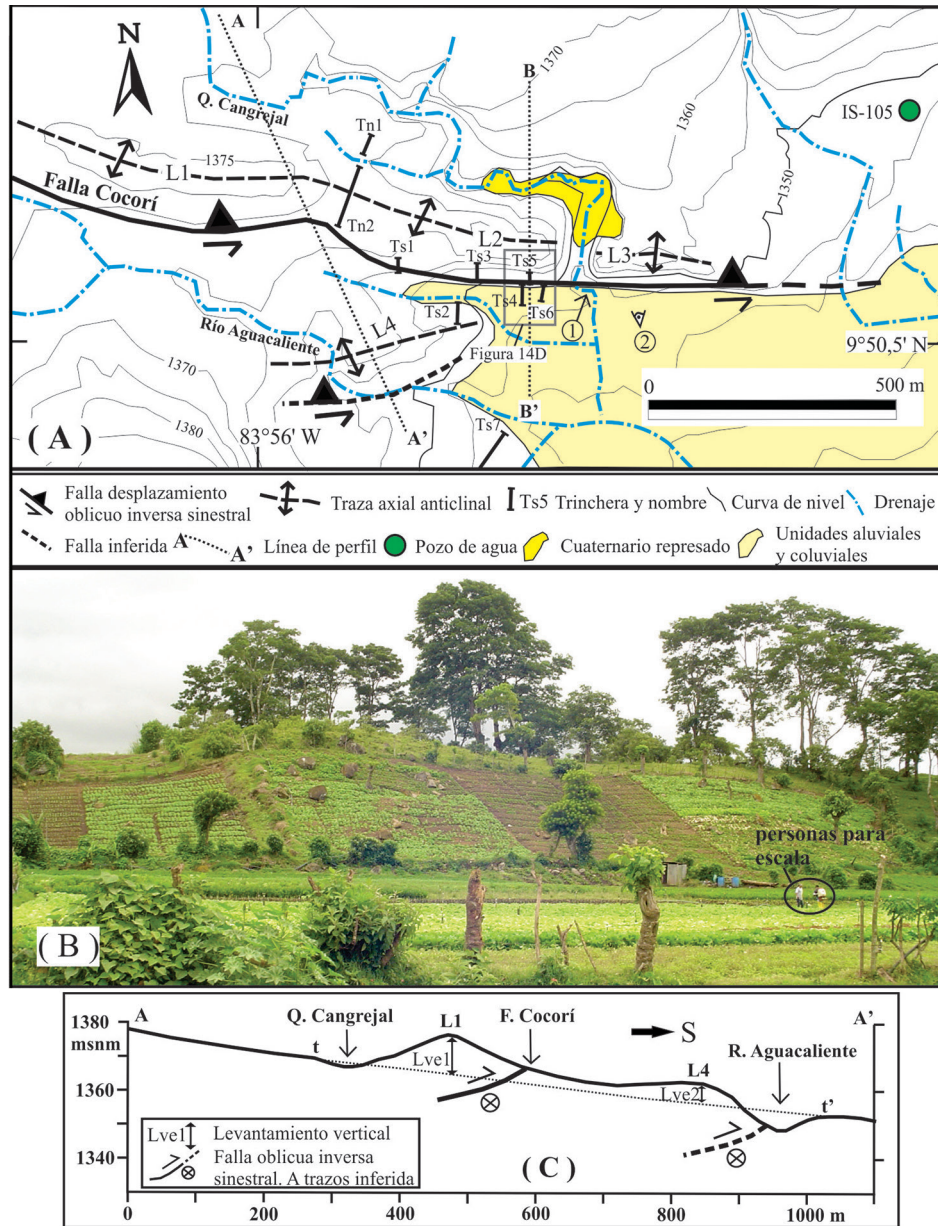 A
B
N
1370
Q. Cangrejal
Tn1
1360
IS-105
1375
L1
1350
Falla Cocorí
L2
Tn2
Ts1
Ts3
Ts5
L3
Ts4
Ts6
Ts2
1
2
Río Aguacaliente
L4
Figura 14D
9°50,5' N
1370
0
500 m
B'
( A )
1380
83°56' W
A'
Ts7
Falla desplazamiento
oblicuo inversa sinestral
Traza axial anticlinal
Ts5 Trinchera y nombre
Curva de nivel
Drenaje
Falla inferida
A A' Línea de perfil
Pozo de agua
Cuaternario represado
Unidades aluviales
y coluviales
personas para
escala
( B )
1380
msnm
1360
1340
A
Q. Cangrejal
L1
F. Cocorí
S
A'
t
Lve1
L4
R. Aguacaliente
Lve2
t'
Lve1 Levantamiento vertical
Falla oblicua inversa
sinestral. A trazos inferida
( C )
0 200 400 600 800 1000 m